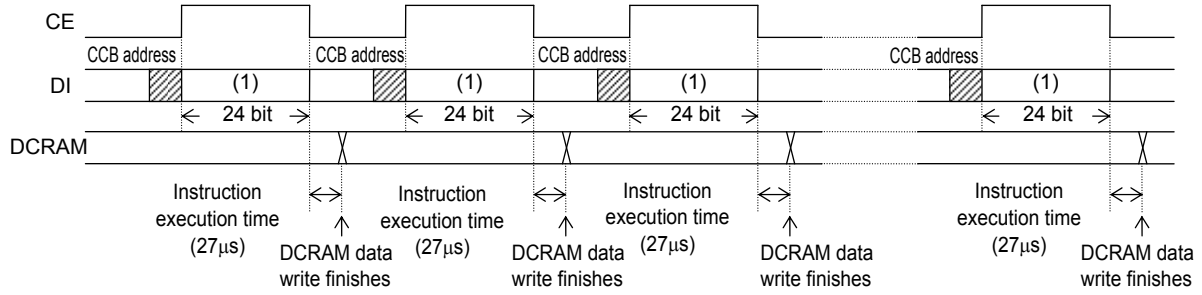 CE
CCB address CCB address CCB address CCB address
DI (1) (1) (1) (1)
24 bit 24 bit 24 bit 24 bit
DCRAM
Instruction Instruction Instruction Instruction
execution time execution time execution time execution time
(27μs) (27μs) (27μs) (27μs)
DCRAM data DCRAM data DCRAM data DCRAM data
write finishes write finishes write finishes write finishes